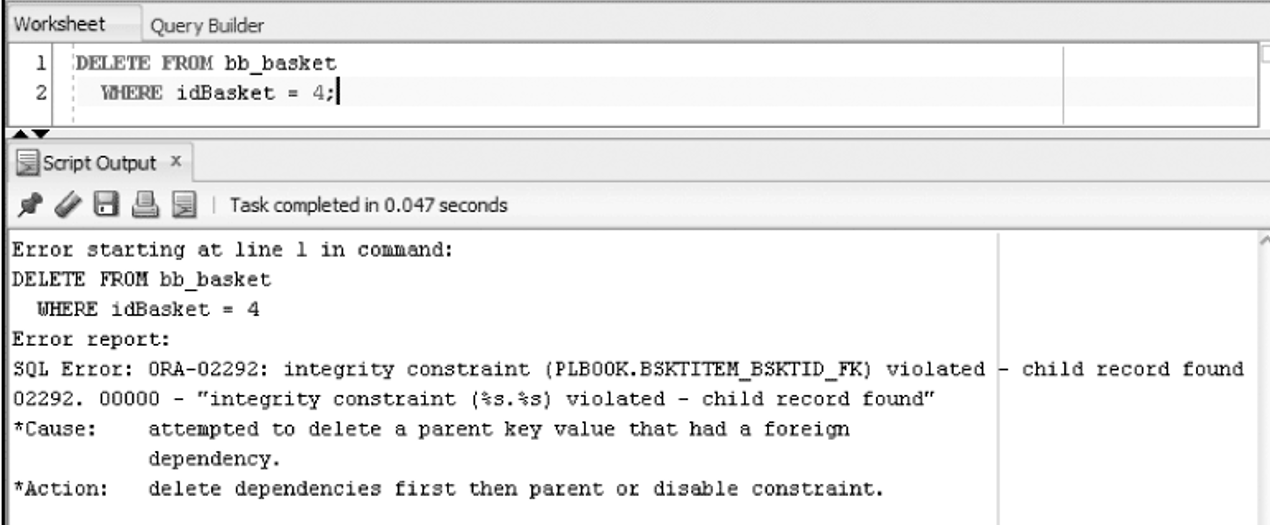 Worksheet Query Builder
1 DELETE FROM bb_basket
2 WHERE idBasket = 4;
Script Output x
Task completed in 0.047 seconds
Error starting at line 1 in command:
DELETE FROM bb_basket
WHERE idBasket = 4
Error report:
SQL Error: ORA-02292: integrity constraint (PLBOOK.BSKTITEM_BSKTID_FK) violated - child record found
02292. 00000 - "integrity constraint (%s.%s) violated - child record found"
*Cause: attempted to delete a parent key value that had a foreign
dependency.
*Action: delete dependencies first then parent or disable constraint.